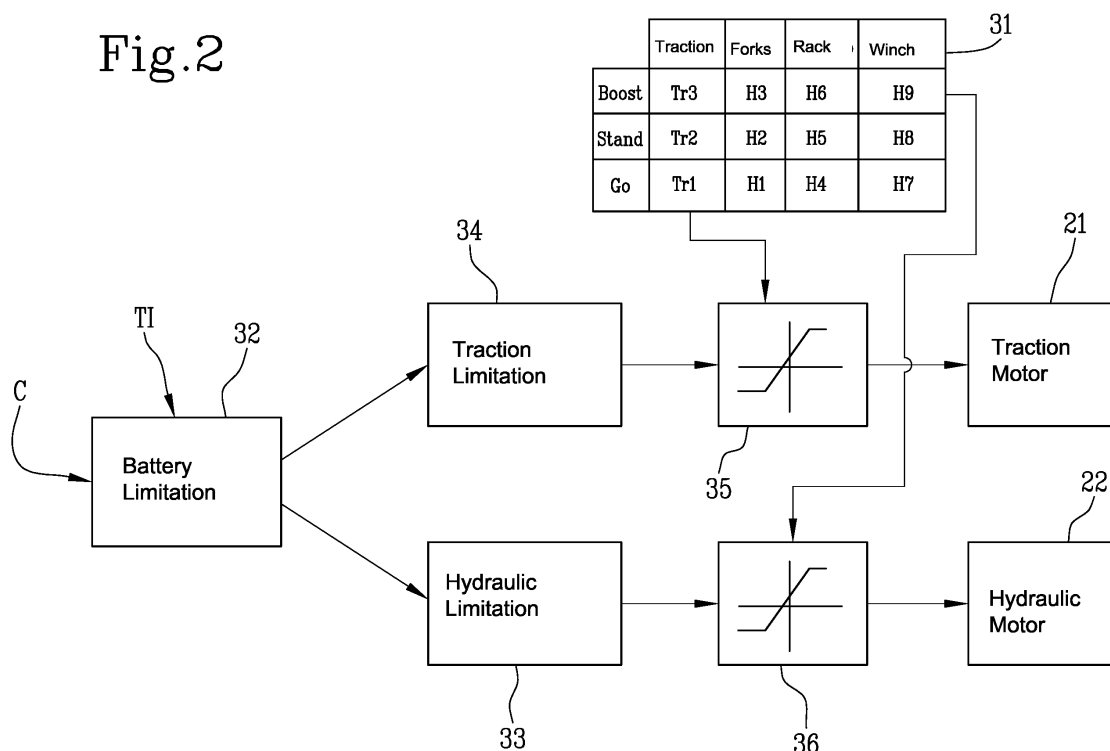 Fig.2
31
Traction Forks Rack Winch
Boost Tr3 H3 H6 H9
Stand Tr2 H2 H5 H8
Go Tr1 H1 H4 H7
34
21
TI
32
C
Traction
Limitation
Traction
Motor
Battery
Limitation
35
22
Hydraulic
Limitation
Hydraulic
Motor
33
36